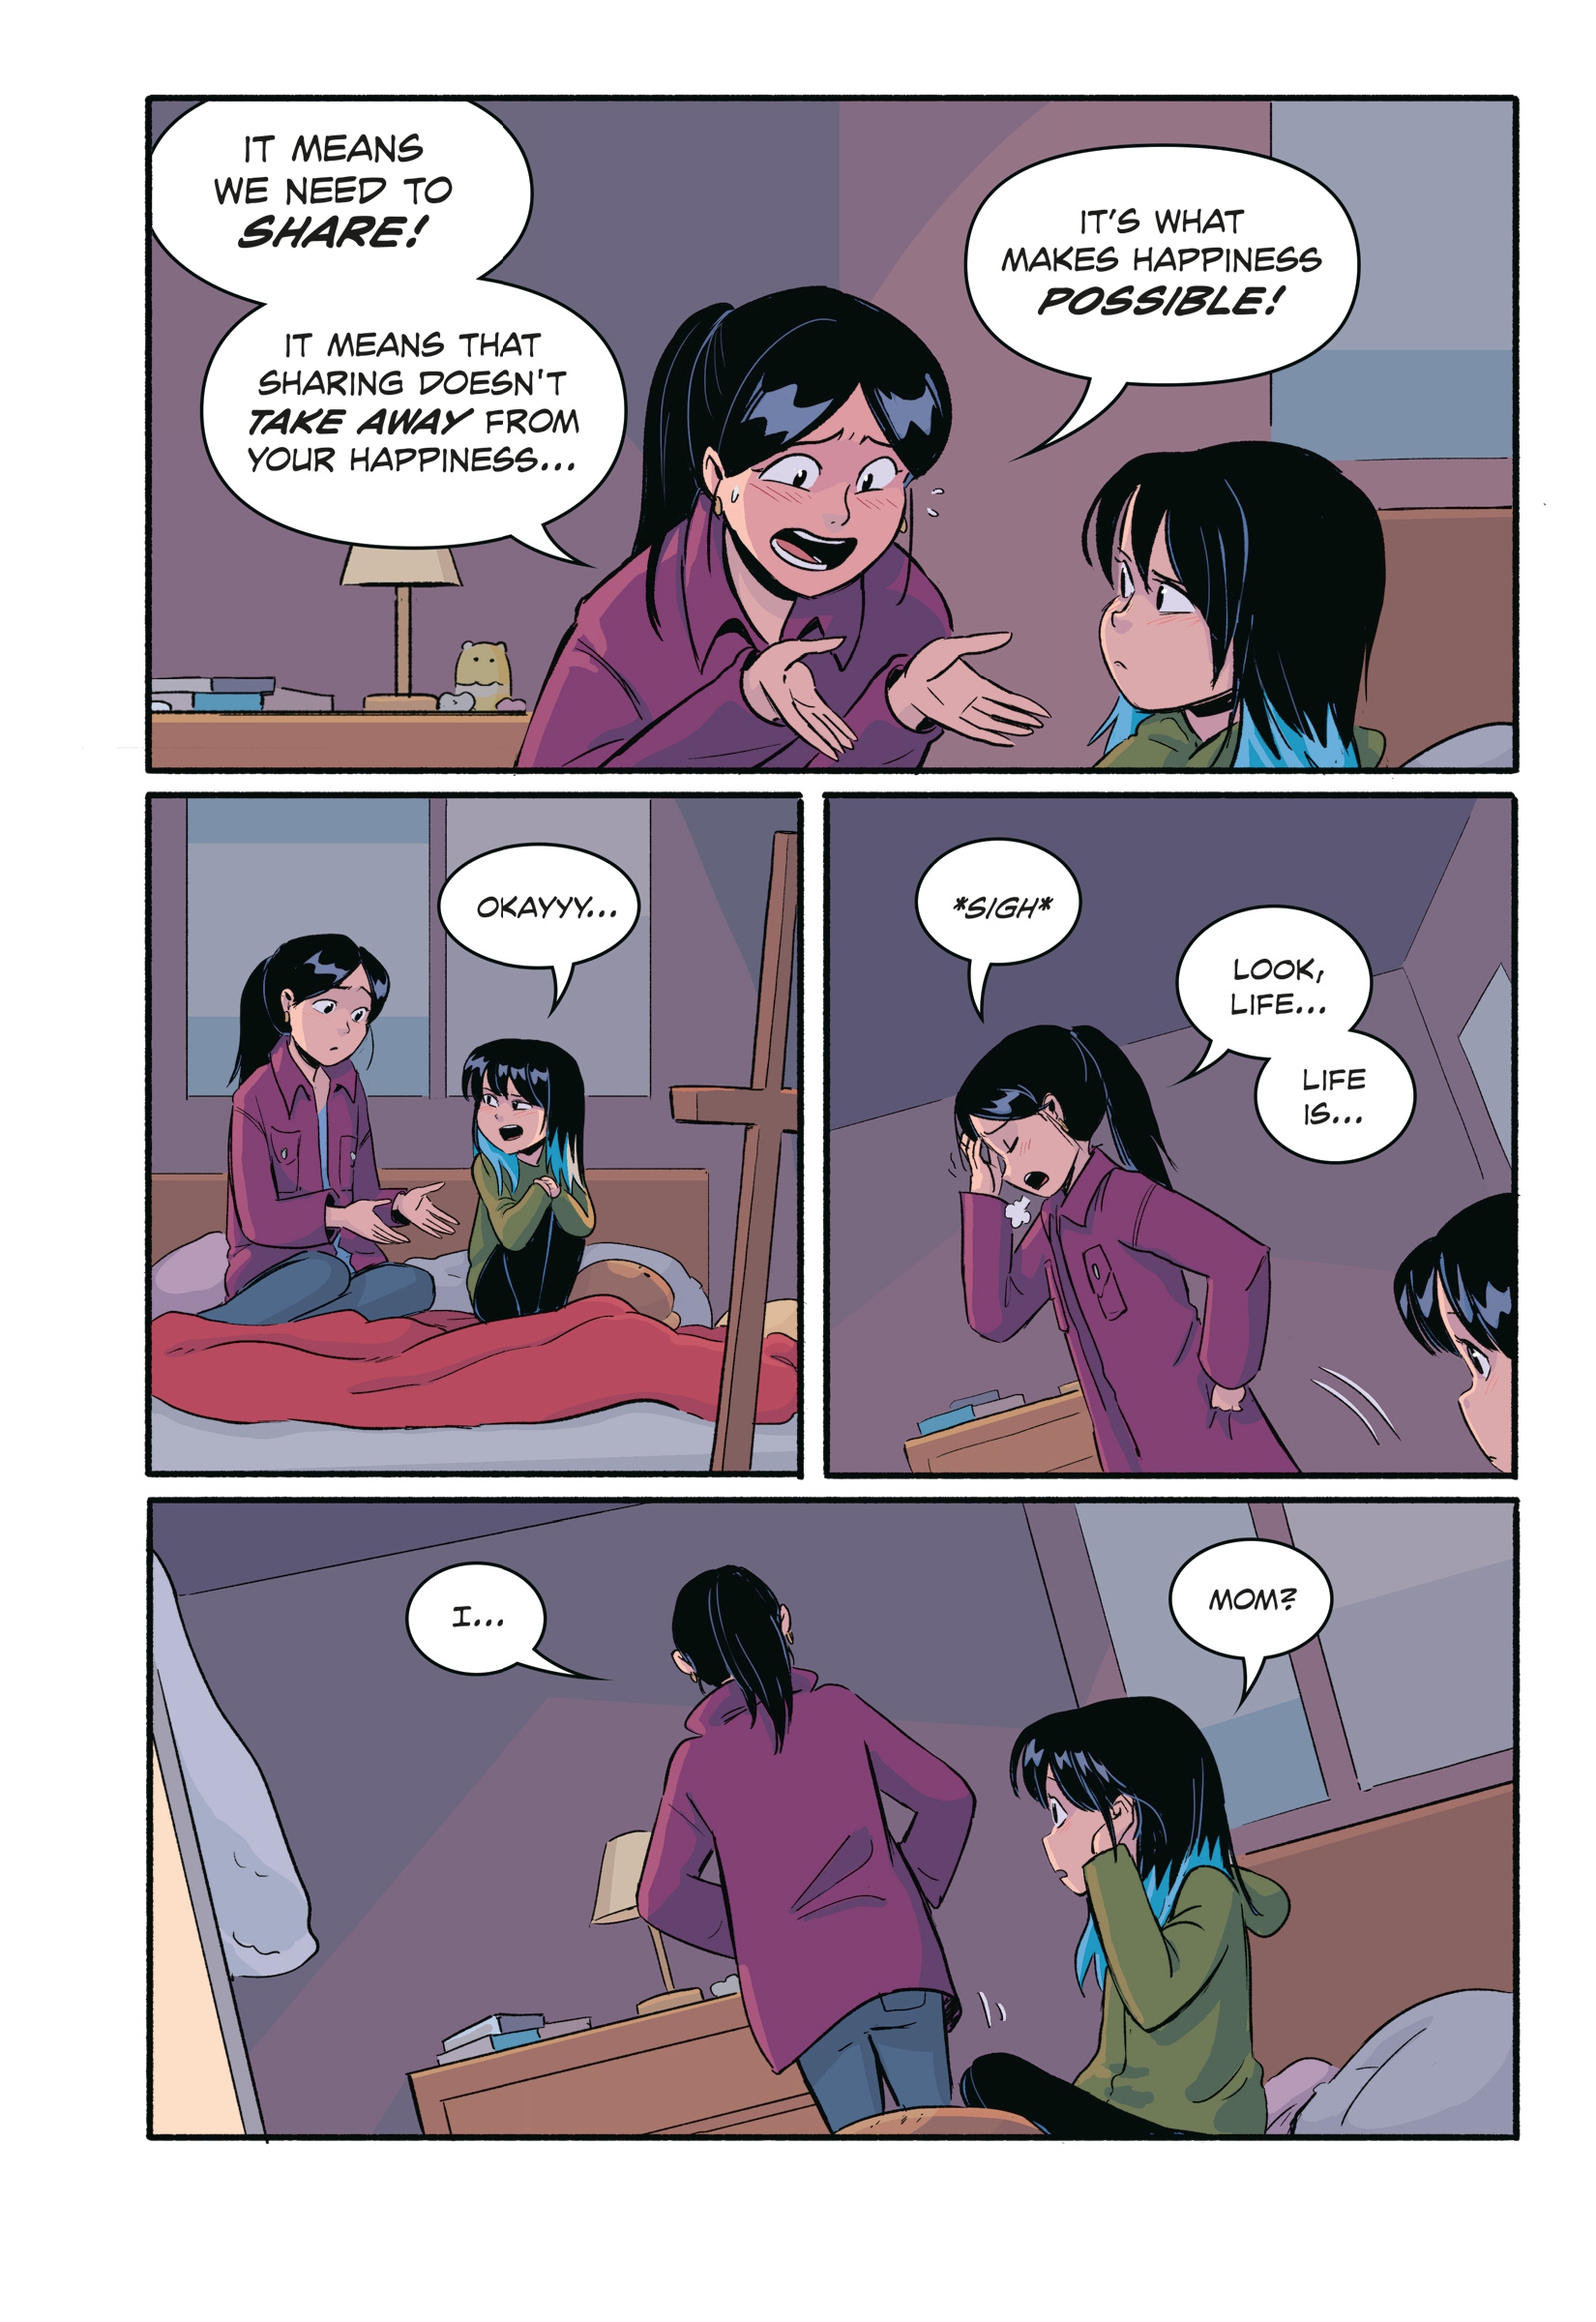 IT MEANS
WE NEED TO
SHARE!
IT MEANS THAT
SHARING DOESN'T
TAKE AWAY FROM
YOUR HAPPINESS...
IT'S WHAT
MAKES HAPPINESS
POSSIBLE!
OKAYYY...
*SIGH*
LOOK,
LIFE...
LIFE
IS...
I...
MOM?